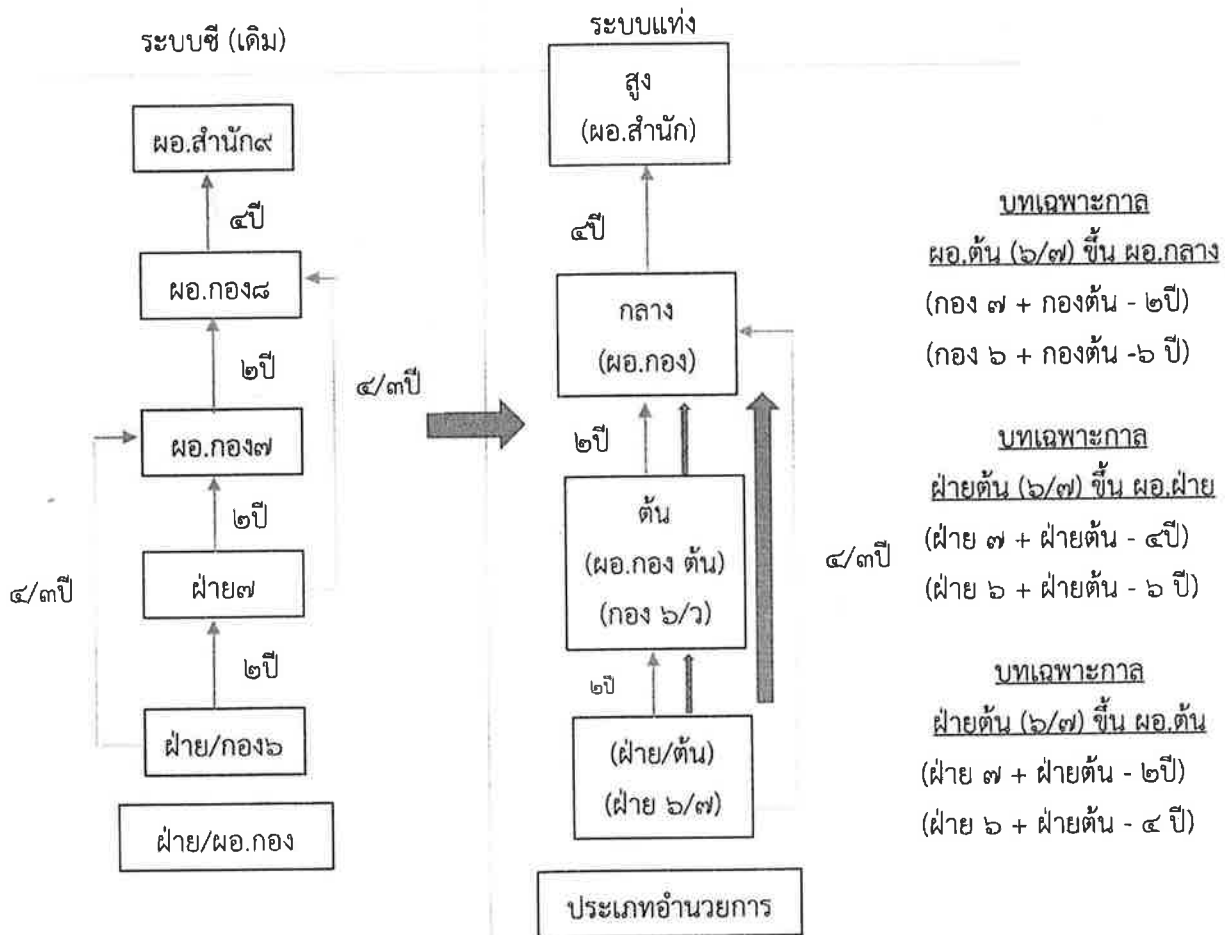 ระบบซี (เดิม)
ผอ.สำนัก๙
๔ปี
ผอ.กอง๘
๒ปี
๔/๓ปี
ผอ.กอง๗
๒ปี
ฝ่าย๗
๔/๓ปี
๒ปี
ฝ่าย/กอง๖
ฝ่าย/ผอ.กอง
ระบบแท่ง
สูง
(ผอ.สำนัก)
๔ปี
กลาง
(ผอ.กอง)
๒ปี
ต้น
(ผอ.กอง ต้น)
(กอง ๖/ว)
๔/๓ปี
๒ปี
(ฝ่าย/ต้น)
(ฝ่าย ๖/๗)
ประเภทอำนวยการ
บทเฉพาะกาล
ผอ.ต้น (๖/๗) ขึ้น ผอ.กลาง
(กอง ๗ + กองต้น - ๒ปี)
(กอง ๖ + กองต้น -๖ ปี)
บทเฉพาะกาล
ฝ่ายต้น (๖/๗) ขึ้น ผอ.ฝ่าย
(ฝ่าย ๗ + ฝ่ายต้น - ๔ปี)
(ฝ่าย ๖ + ฝ่ายต้น - ๖ ปี)
บทเฉพาะกาล
ฝ่ายต้น (๖/๗) ขึ้น ผอ.ต้น
(ฝ่าย ๗ + ฝ่ายต้น - ๒ปี)
(ฝ่าย ๖ + ฝ่ายต้น - ๔ ปี)